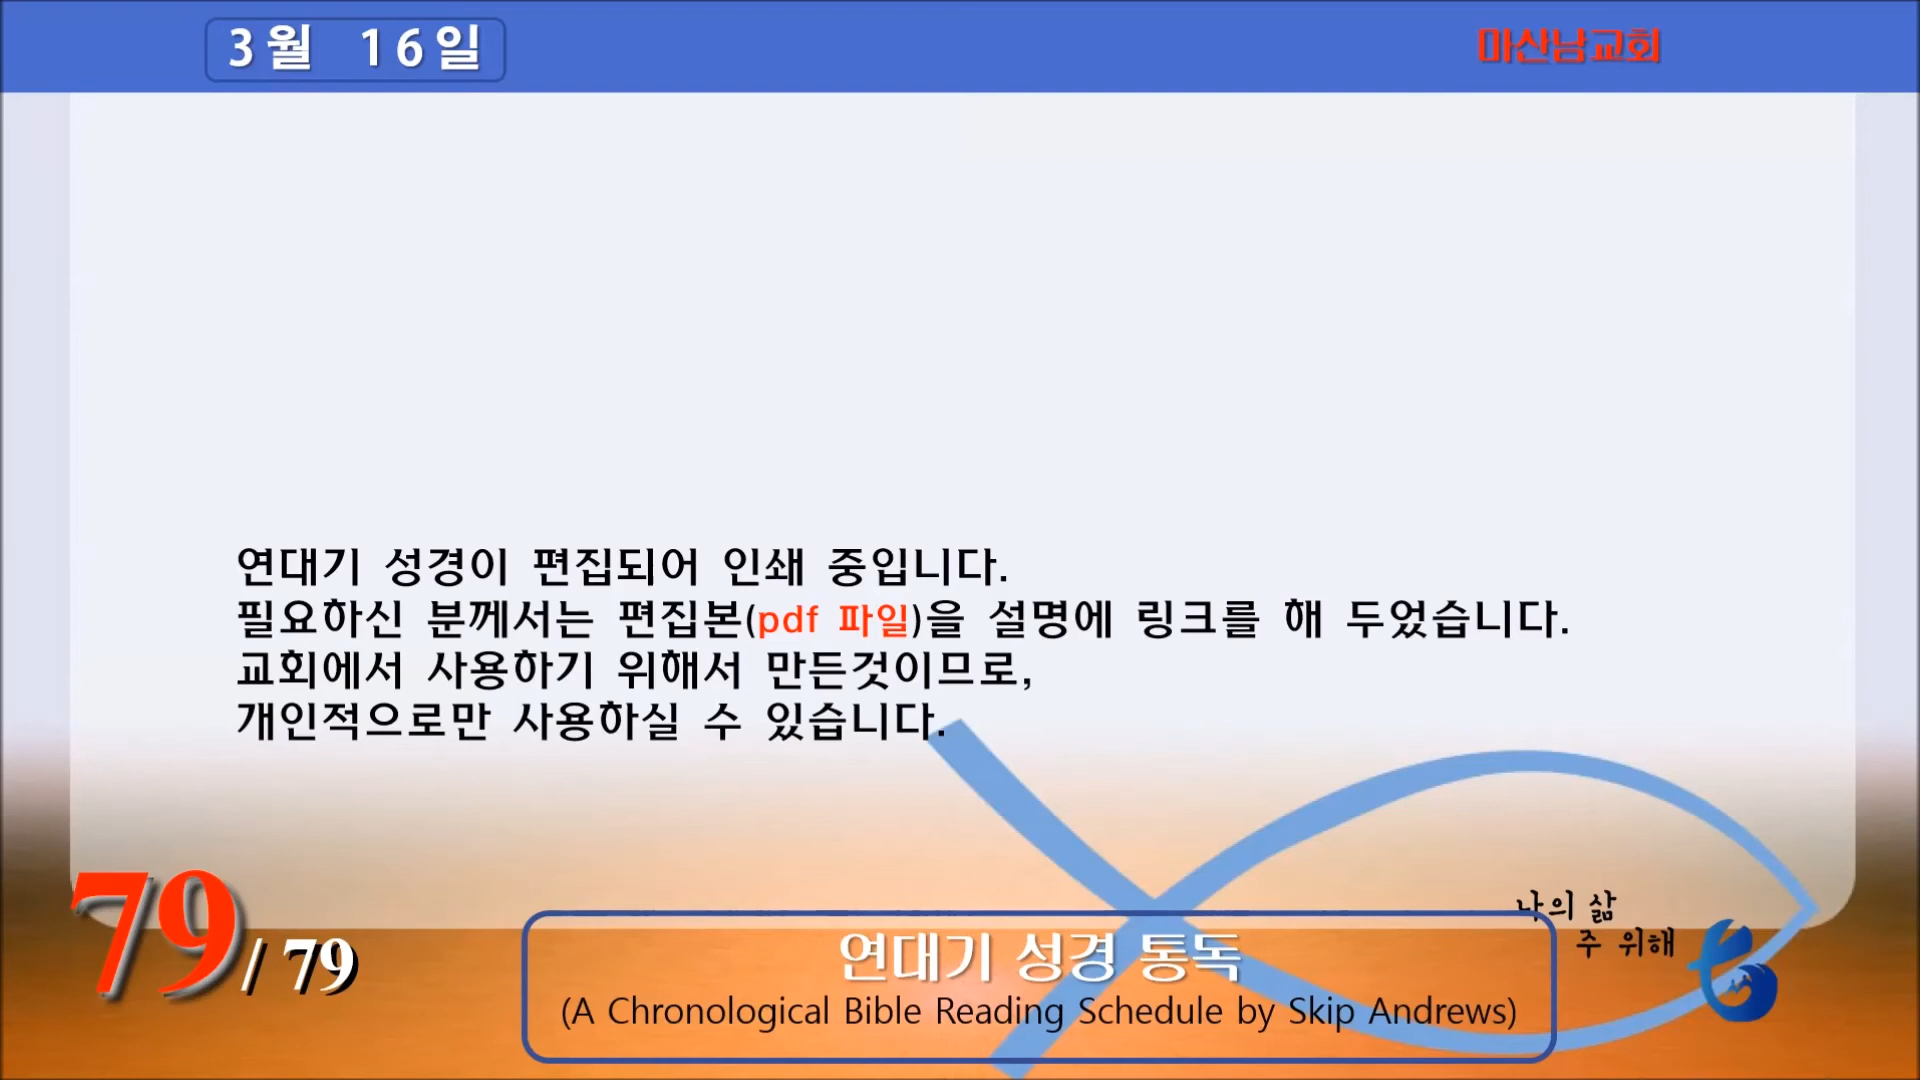 3월 16일
마산남교회
연대기 성경이 편집되어 인쇄 중입니다.
필요하신 분께서는 편집본(pdf 파일)을 설명에 링크를 해 두었습니다.
교회에서 사용하기 위해서 만든것이므로,
개인적으로만 사용하실 수 있습니다.
나의 삶
주 위해
79 / 79
연대기 성경 통독
(A Chronological Bible Reading Schedule by Skip Andrews)